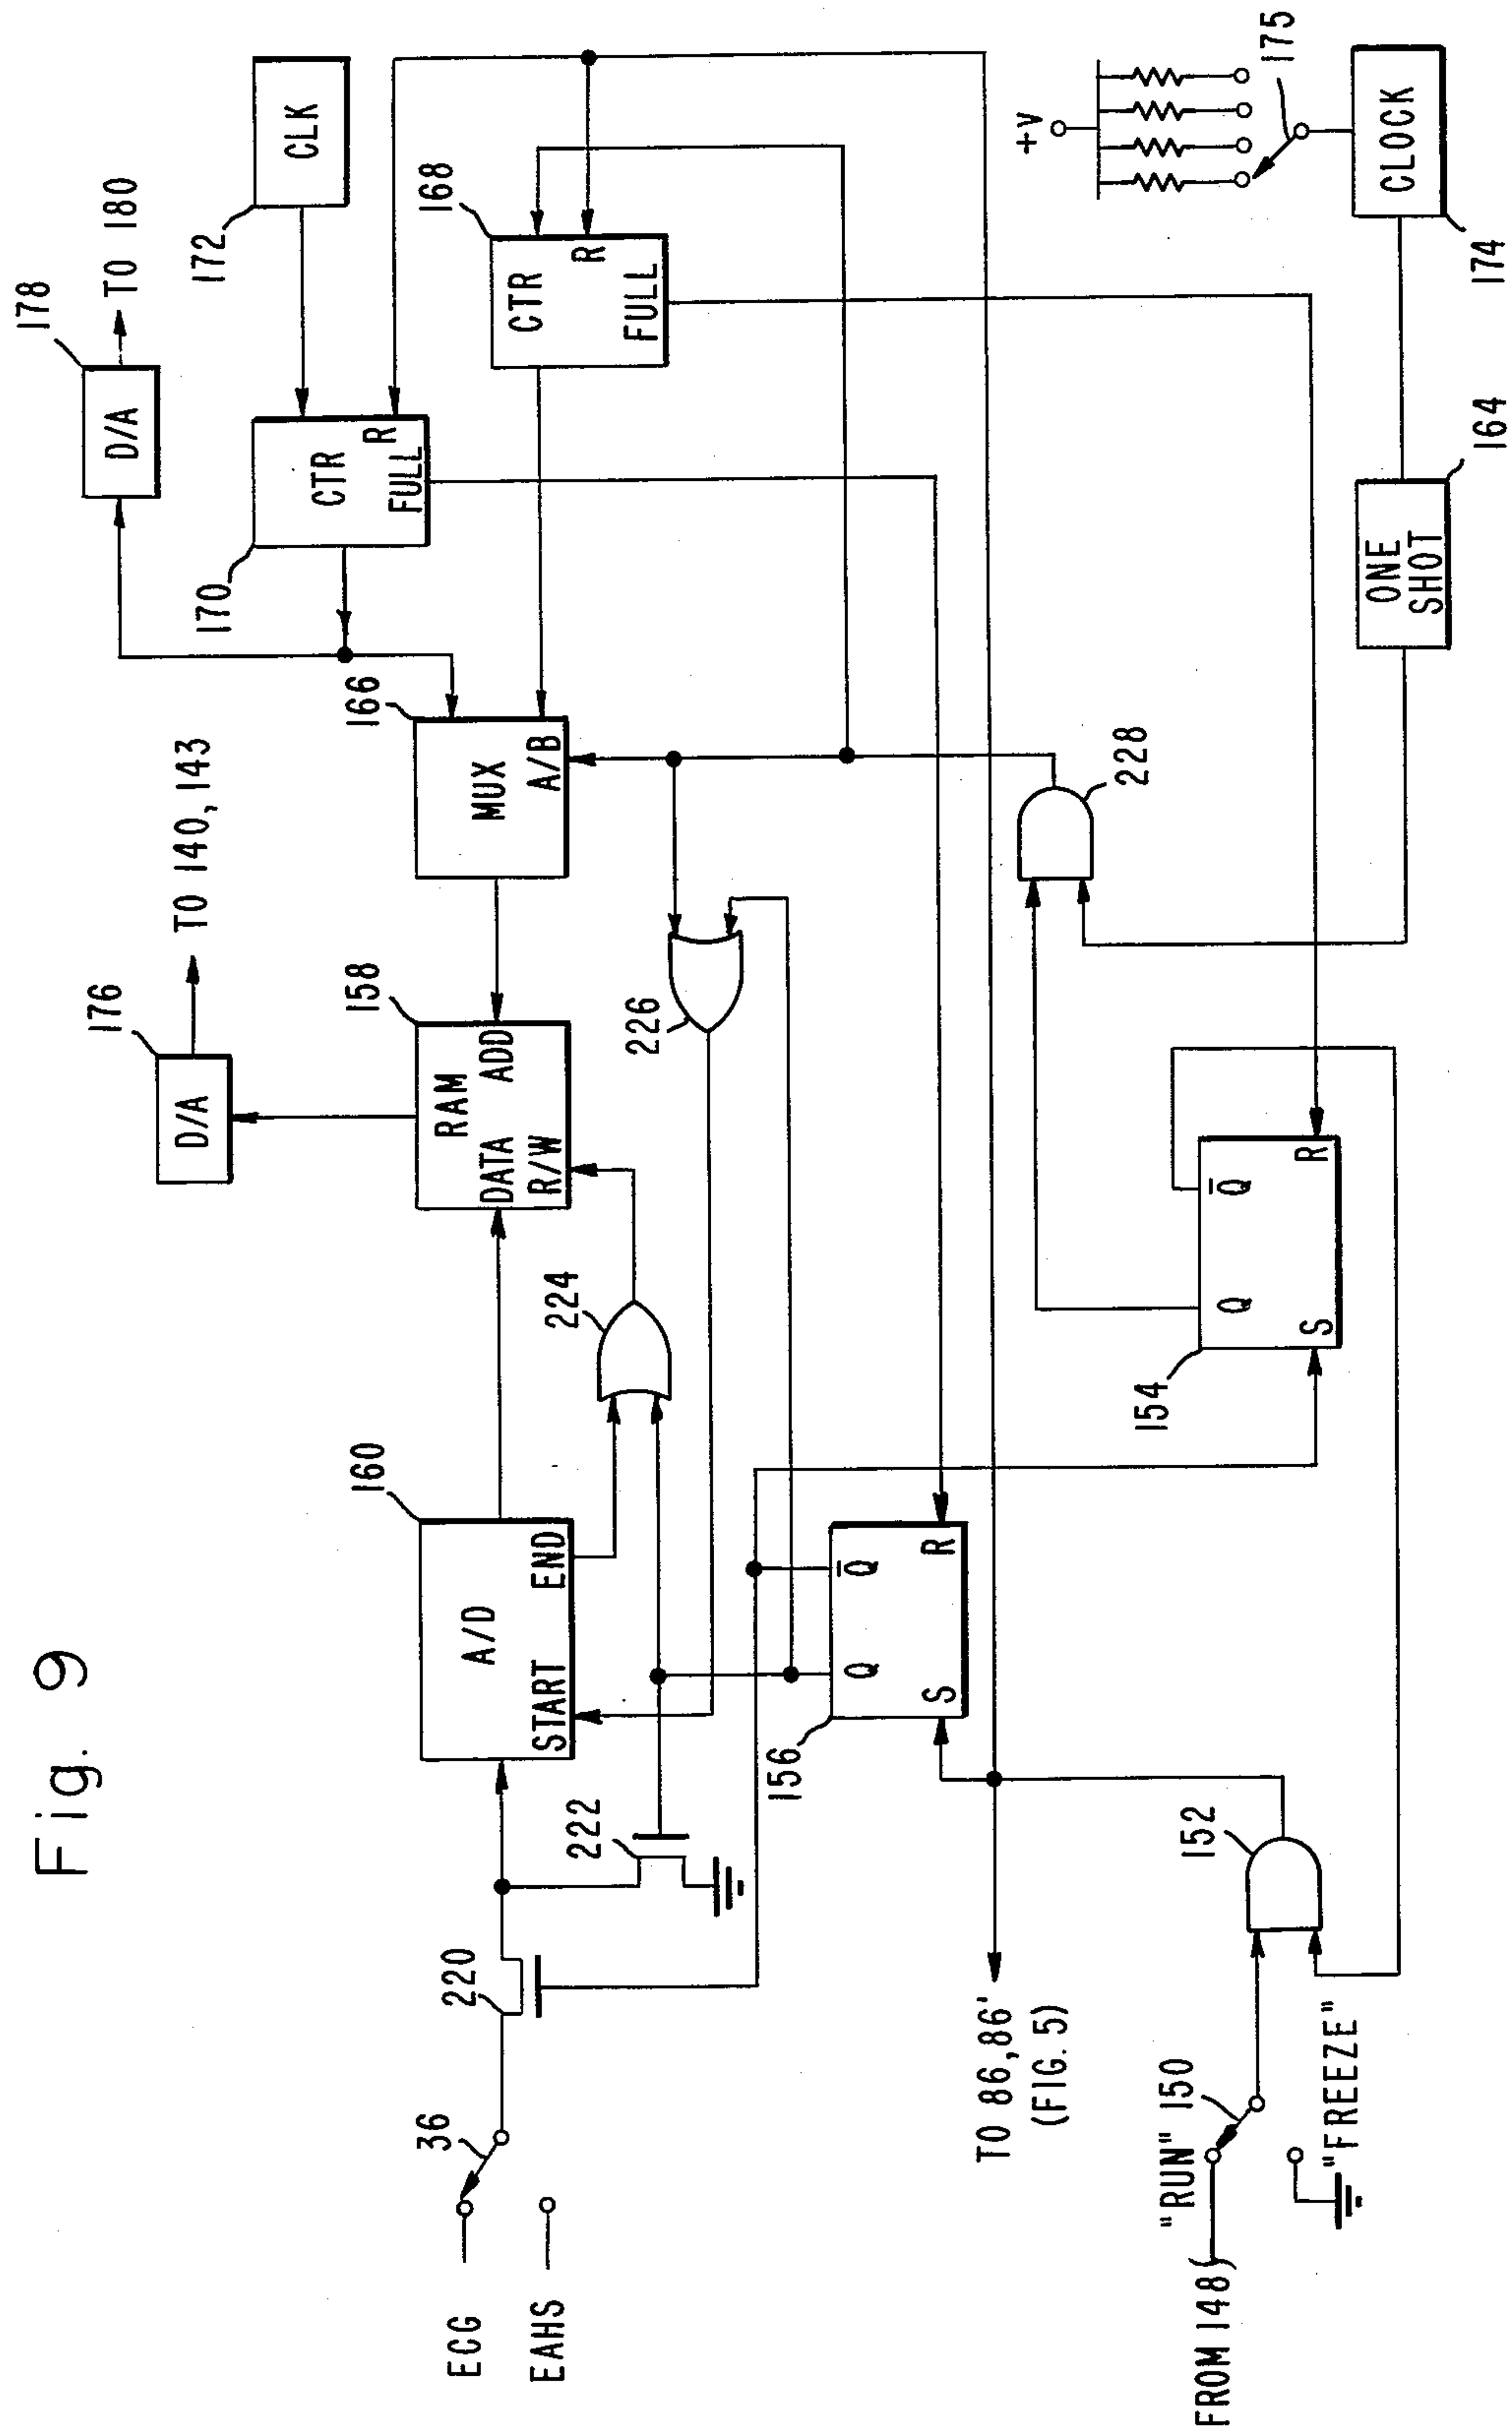 Fig. 9
178
D/A
TO 180
172
CLK
176
D/A
TO 140, 143
170
CTR
R
FULL
168
CTR
R
FULL
160
A/D
START
END
158
RAM
DATA
ADD
R/W
166
MUX
A/B
36
ECG
EAHS
220
222
224
226
156
Q
Q̅
S
R
TO 86,86'
(FIG. 5)
228
+V
175
154
Q
Q̅
S
R
"RUN" 150
FROM 148
"FREEZE"
152
ONE
SHOT
164
CLOCK
174